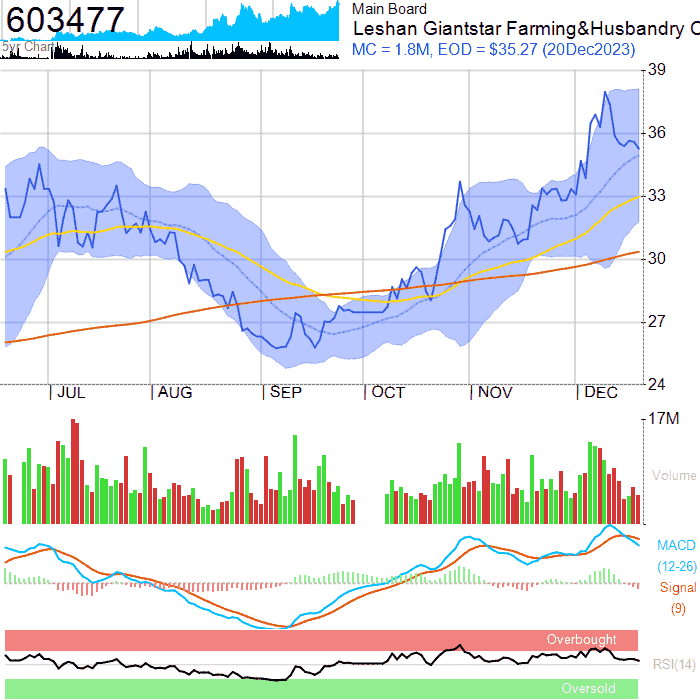 603477
5yr Chart
Main Board
Leshan Giantstar Farming&Husbandry C
MC = 1.8M, EOD = $35.27 (20Dec2023)
39
36
33
30
27
24
JUL
AUG
SEP
OCT
NOV
DEC
17M
Volume
MACD
(12-26)
Signal
(9)
Overbought
RSI(14)
Oversold